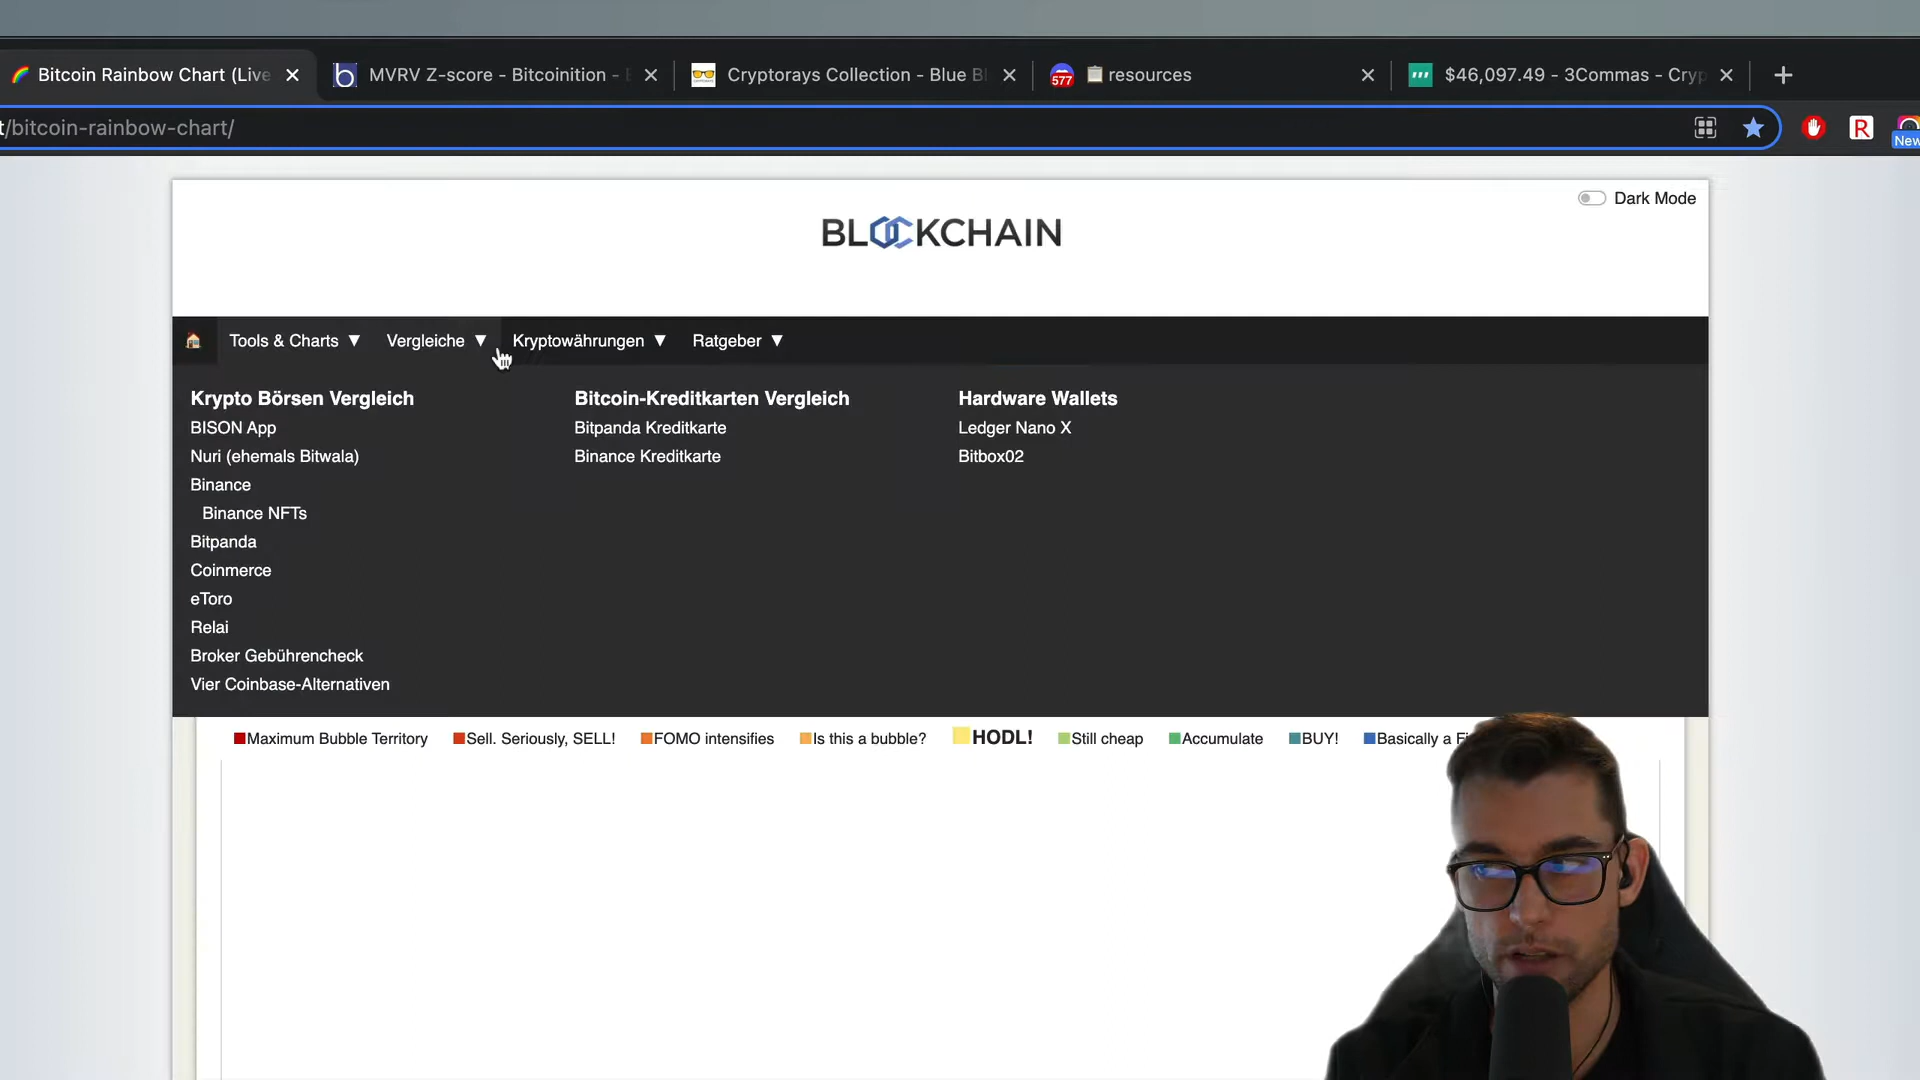 Bitcoin Rainbow Chart (Live
MVRV Z-score - Bitcoinition -
Cryptorays Collection - Blue Bl
577
resources
$46,097.49 - 3Commas - Cryp
t/bitcoin-rainbow-chart/
R
New
Dark Mode
BLOCKCHAIN
Tools & Charts ▼
Vergleiche ▼
Kryptowährungen ▼
Ratgeber ▼
Krypto Börsen Vergleich
BISON App
Nuri (ehemals Bitwala)
Binance
Binance NFTs
Bitpanda
Coinmerce
eToro
Relai
Broker Gebührencheck
Vier Coinbase-Alternativen
Bitcoin-Kreditkarten Vergleich
Bitpanda Kreditkarte
Binance Kreditkarte
Hardware Wallets
Ledger Nano X
Bitbox02
Maximum Bubble Territory Sell. Seriously, SELL! FOMO intensifies Is this a bubble? HODL! Still cheap Accumulate BUY! Basically a Fi